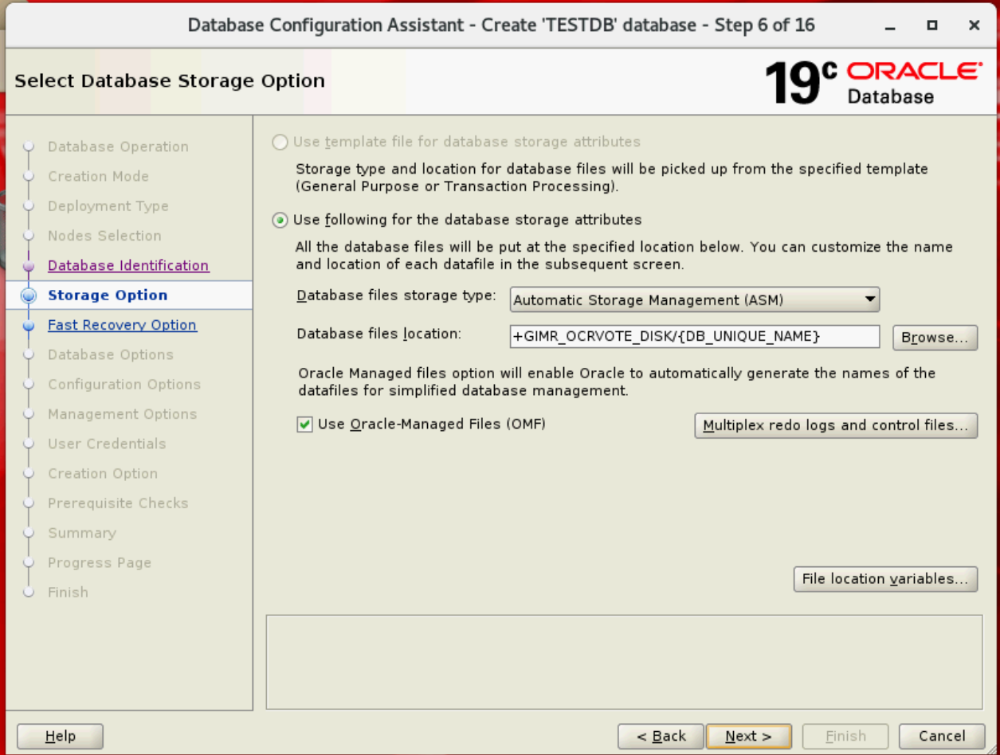 Database Configuration Assistant - Create 'TESTDB' database - Step 6 of 16
Select Database Storage Option
19c ORACLE
Database
Database Operation
Creation Mode
Deployment Type
Nodes Selection
Database Identification
Storage Option
Fast Recovery Option
Database Options
Configuration Options
Management Options
User Credentials
Creation Option
Prerequisite Checks
Summary
Progress Page
Finish
Use template file for database storage attributes
Storage type and location for database files will be picked up from the specified template
(General Purpose or Transaction Processing).
Use following for the database storage attributes
All the database files will be put at the specified location below. You can customize the name
and location of each datafile in the subsequent screen.
Database files storage type: Automatic Storage Management (ASM)
Database files location: +GIMR_OCRVOTE_DISK/{DB_UNIQUE_NAME} Browse...
Oracle Managed files option will enable Oracle to automatically generate the names of the
datafiles for simplified database management.
Use Oracle-Managed Files (OMF) Multiplex redo logs and control files...
File location variables...
Help < Back Next > Finish Cancel